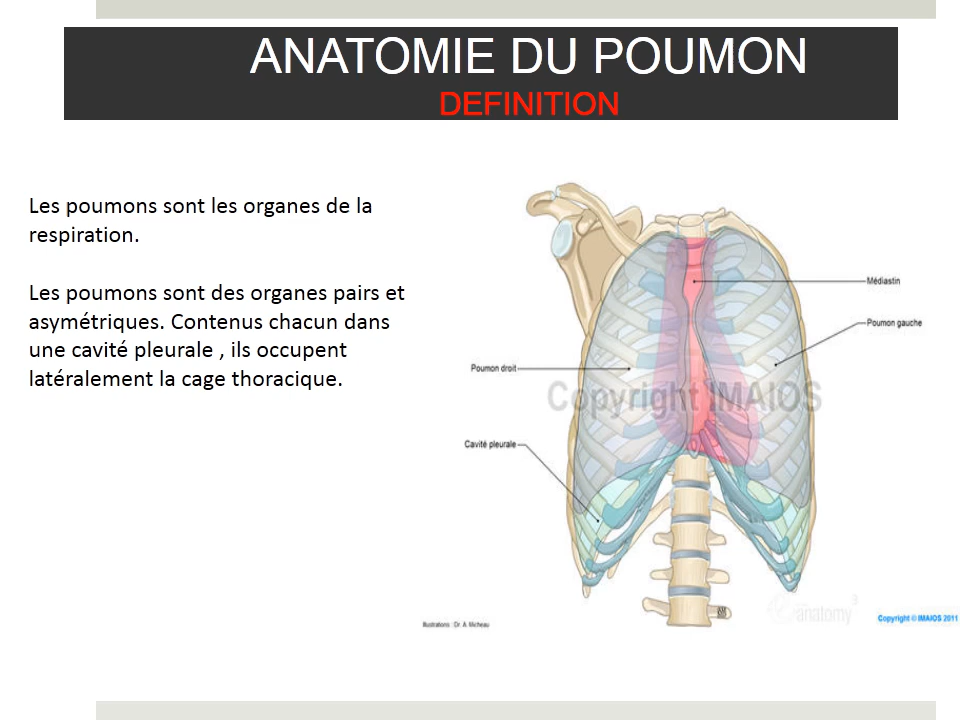 ANATOMIE DU POUMON
DEFINITION
Les poumons sont les organes de la
respiration.
Les poumons sont des organes pairs et
asymétriques. Contenus chacun dans
une cavité pleurale , ils occupent
latéralement la cage thoracique.
Médiastin
Poumon gauche
Poumon droit
Copyright IMAIOS
Cavité pleurale
anatomy
Illustrations : Dr. A. Micheau
Copyright © IMAIOS 2011